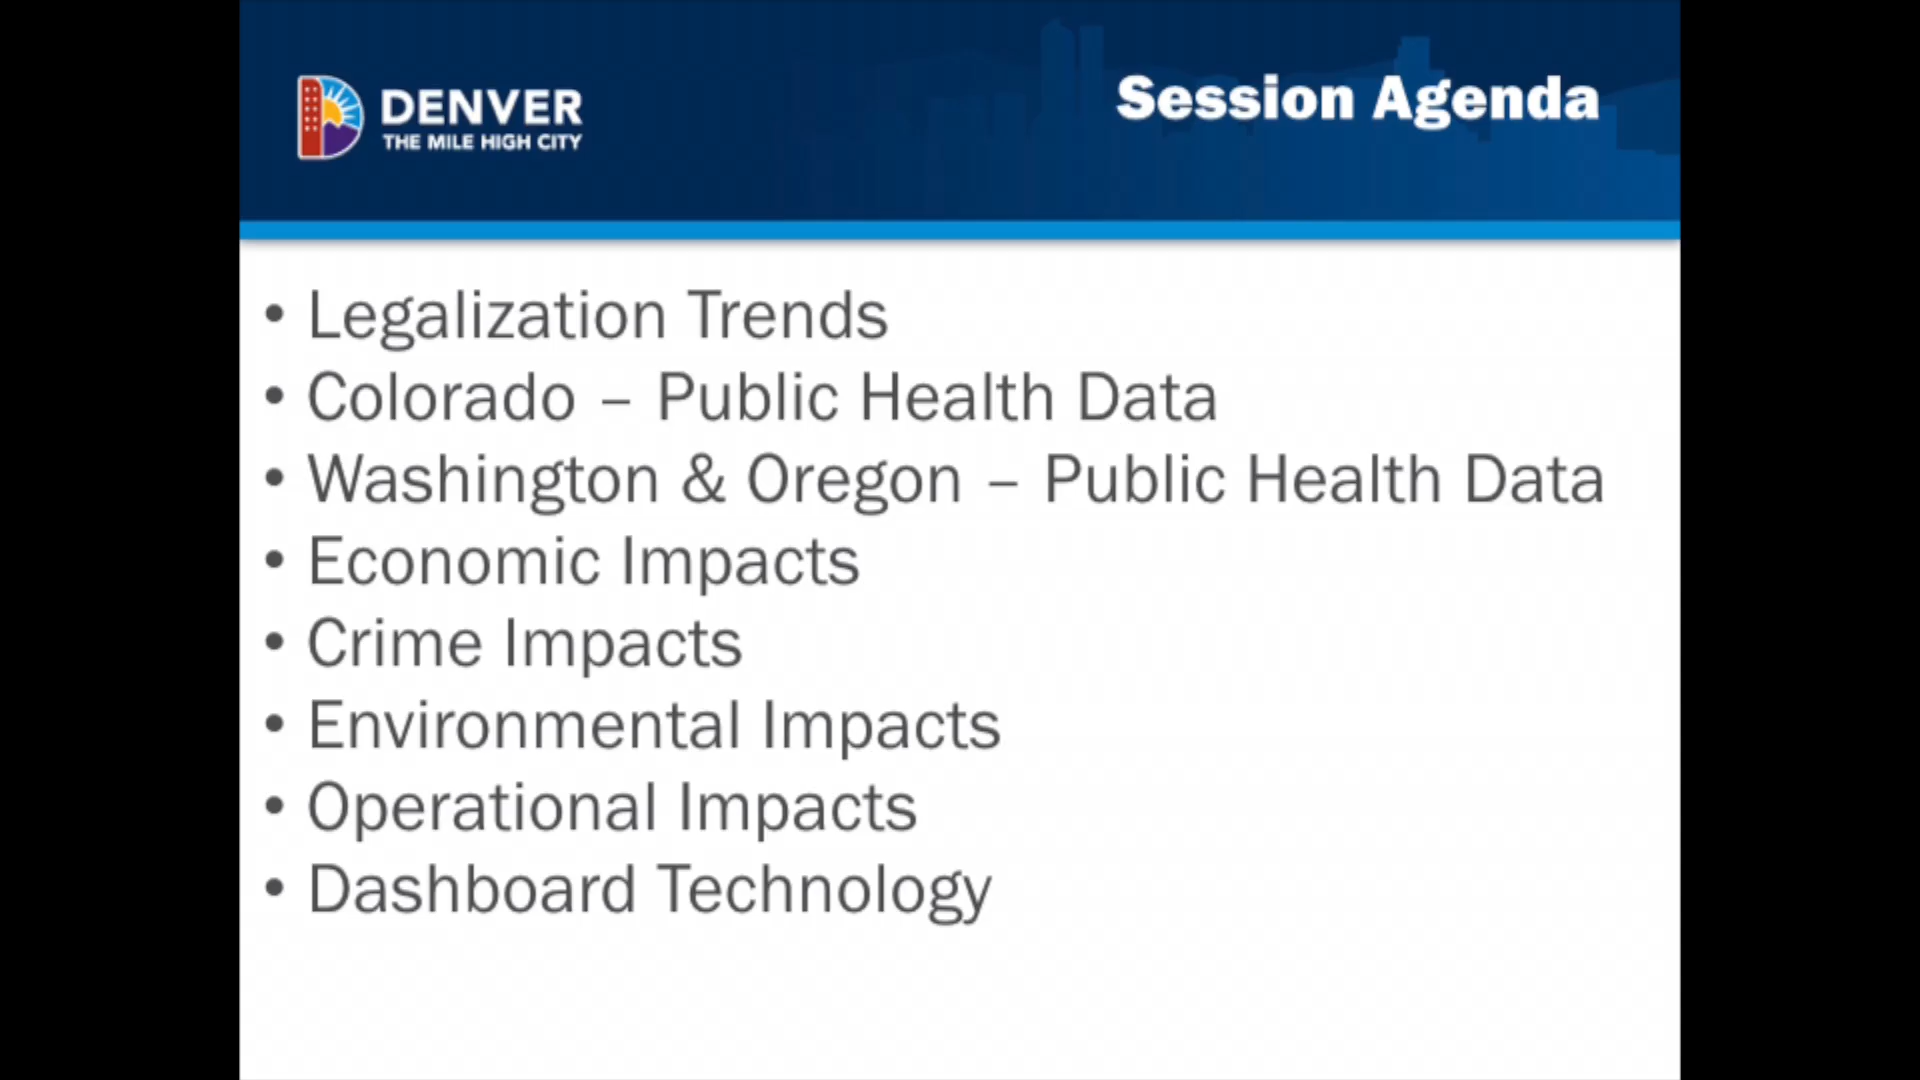 DENVER
THE MILE HIGH CITY
Session Agenda
• Legalization Trends
• Colorado – Public Health Data
• Washington & Oregon – Public Health Data
• Economic Impacts
• Crime Impacts
• Environmental Impacts
• Operational Impacts
• Dashboard Technology